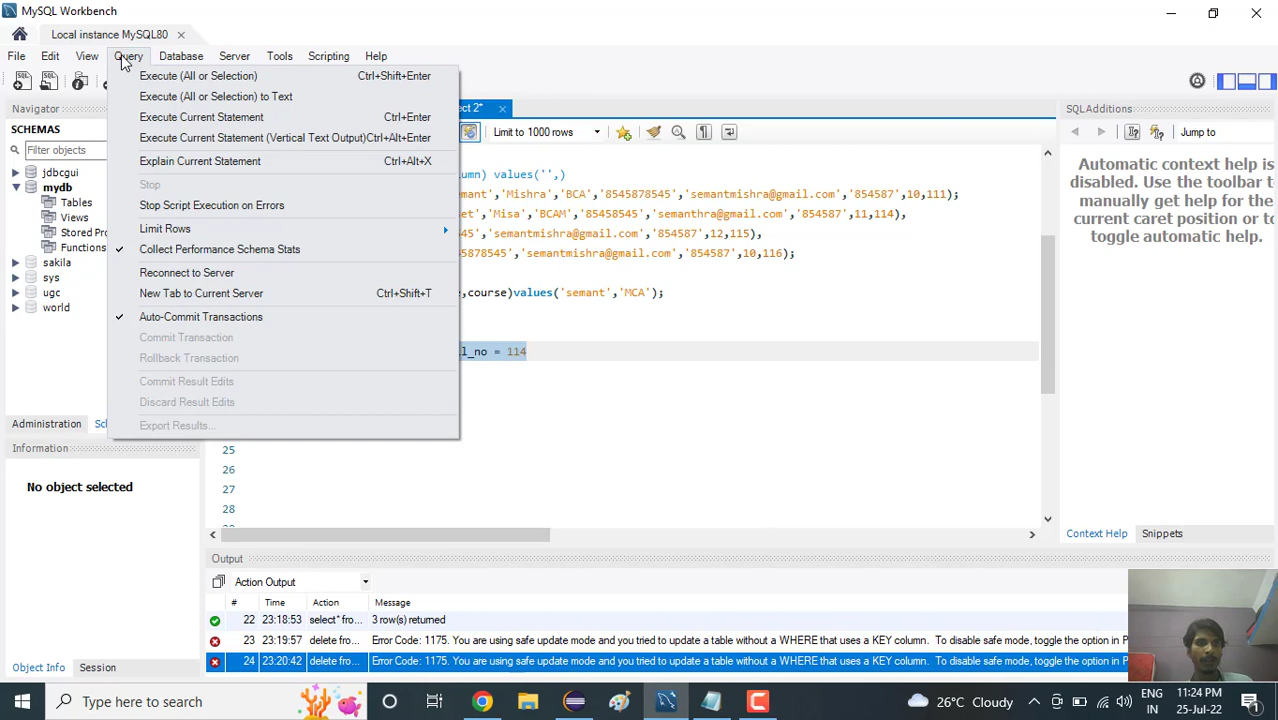 MySQL Workbench
Local instance MySQL80
File Edit View Query Database Server Tools Scripting Help
Execute (All or Selection) Ctrl+Shift+Enter
Execute (All or Selection) to Text
Execute Current Statement Ctrl+Enter
Execute Current Statement (Vertical Text Output) Ctrl+Alt+Enter
Explain Current Statement Ctrl+Alt+X
Stop
Stop Script Execution on Errors
Limit Rows
Collect Performance Schema Stats
Reconnect to Server
New Tab to Current Server Ctrl+Shift+T
Auto-Commit Transactions
Commit Transaction
Rollback Transaction
Commit Result Edits
Discard Result Edits
Export Results...
Navigator
SCHEMAS
Filter objects
jdbcgui
mydb
Tables
Views
Stored Pr
Functions
sakila
sys
ugc
world
Administration Sc
Information
No object selected
Object Info Session
ect 2*
Limit to 1000 rows
umn) values('',)
semant','Mishra','BCA','8545878545','semantmishra@gmail.com','854587',10,111);
et','Misa','BCAM','85458545','semanthra@gmail.com','854587',11,114),
45','semantmishra@gmail.com','854587',12,115),
45878545','semantmishra@gmail.com','854587',10,116);
e,course)values('semant','MCA');
l_no = 114
25
26
27
28
SQLAdditions
Jump to
Automatic context help is
disabled. Use the toolbar t
manually get help for the
current caret position or to
toggle automatic help.
Context Help Snippets
Output
Action Output
# Time Action Message
22 23:18:53 select* fro... 3 row(s) returned
23 23:19:57 delete fro... Error Code: 1175. You are using safe update mode and you tried to update a table without a WHERE that uses a KEY column.  To disable safe mode, toggle the option in P
24 23:20:42 delete fro... Error Code: 1175. You are using safe update mode and you tried to update a table without a WHERE that uses a KEY column.  To disable safe mode, toggle the option in P
Type here to search
26°C Cloudy
ENG
IN
11:24 PM
25-Jul-22
1